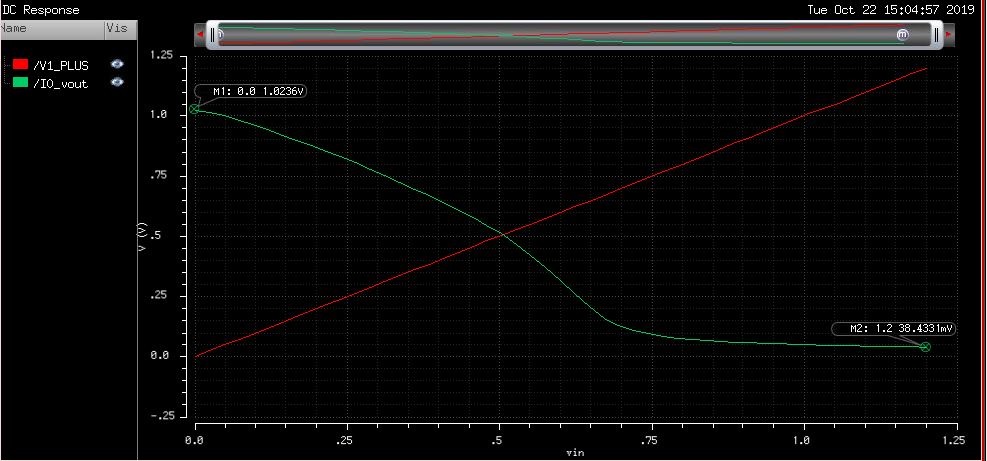 DC Response
Tue Oct 22 15:04:57 2019
Name Vis
/V1_PLUS
/I0_vout
m
M1: 0.0 1.0236V
M2: 1.2 38.4331mV
V (V)
1.25
1.0
.75
.5
.25
0.0
-.25
0.0 .25 .5 .75 1.0 1.25
vin